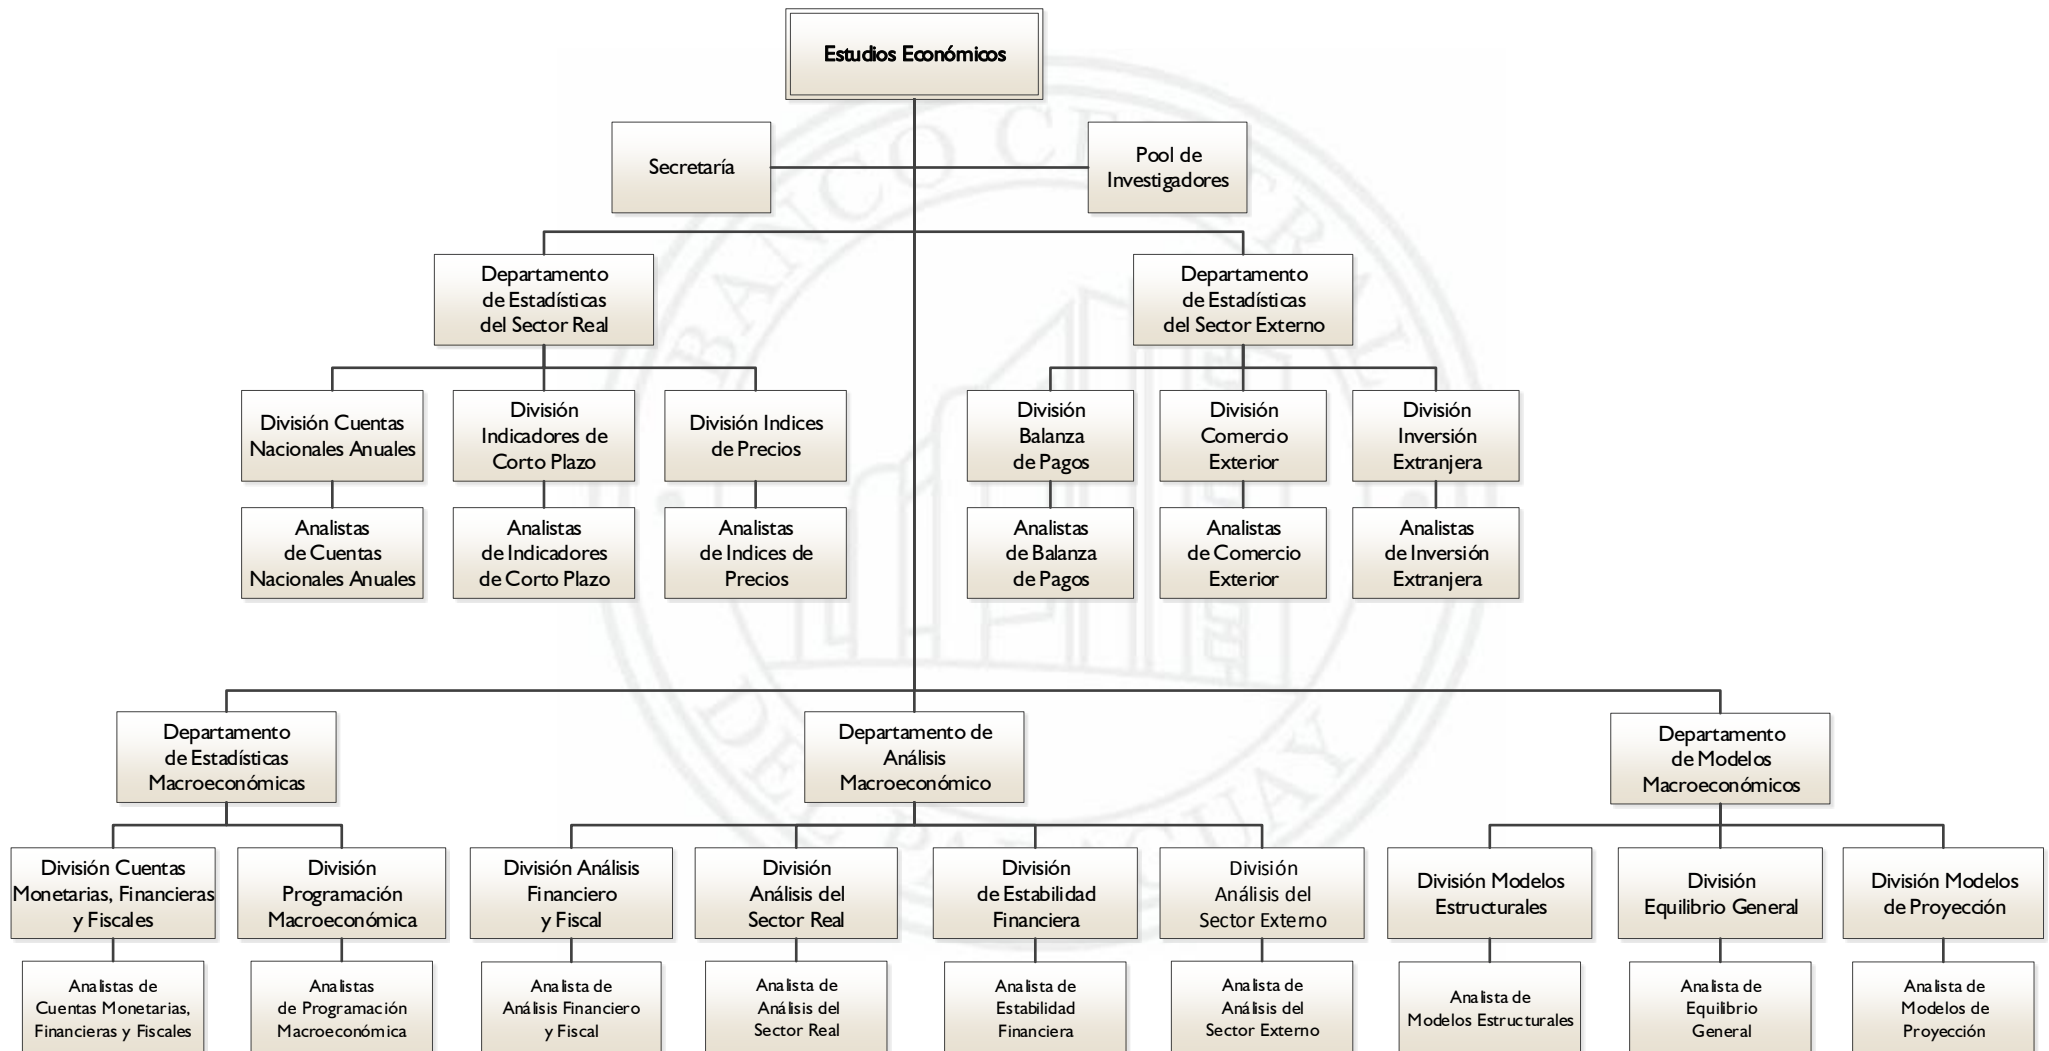 Estudios Económicos
Secretaría
Pool de
Investigadores
Departamento
de Estadísticas
del Sector Real
Departamento
de Estadísticas
del Sector Externo
División Cuentas
Nacionales Anuales
División
Indicadores de
Corto Plazo
División Indices
de Precios
División
Balanza
de Pagos
División
Comercio
Exterior
División
Inversión
Extranjera
Analistas
de Cuentas
Nacionales Anuales
Analistas
de Indicadores
de Corto Plazo
Analistas
de Indices de
Precios
Analistas
de Balanza
de Pagos
Analistas
de Comercio
Exterior
Analistas
de Inversión
Extranjera
Departamento
de Estadísticas
Macroeconómicas
Departamento de
Análisis
Macroeconómico
Departamento
de Modelos
Macroeconómicos
División Cuentas
Monetarias, Financieras
y Fiscales
División
Programación
Macroeconómica
División Análisis
Financiero
y Fiscal
División
Análisis del
Sector Real
División
de Estabilidad
Financiera
División
Análisis del
Sector Externo
División Modelos
Estructurales
División
Equilibrio General
División Modelos
de Proyección
Analistas de
Cuentas Monetarias,
Financieras y Fiscales
Analistas
de Programación
Macroeconómica
Analista de
Análisis Financiero
y Fiscal
Analista de
Análisis del
Sector Real
Analista de
Estabilidad
Financiera
Analista de
Análisis del
Sector Externo
Analista de
Modelos Estructurales
Analista de
Equilibrio
General
Analista de
Modelos de
Proyección
BANCO CENTRAL
DEL PARAGUAY